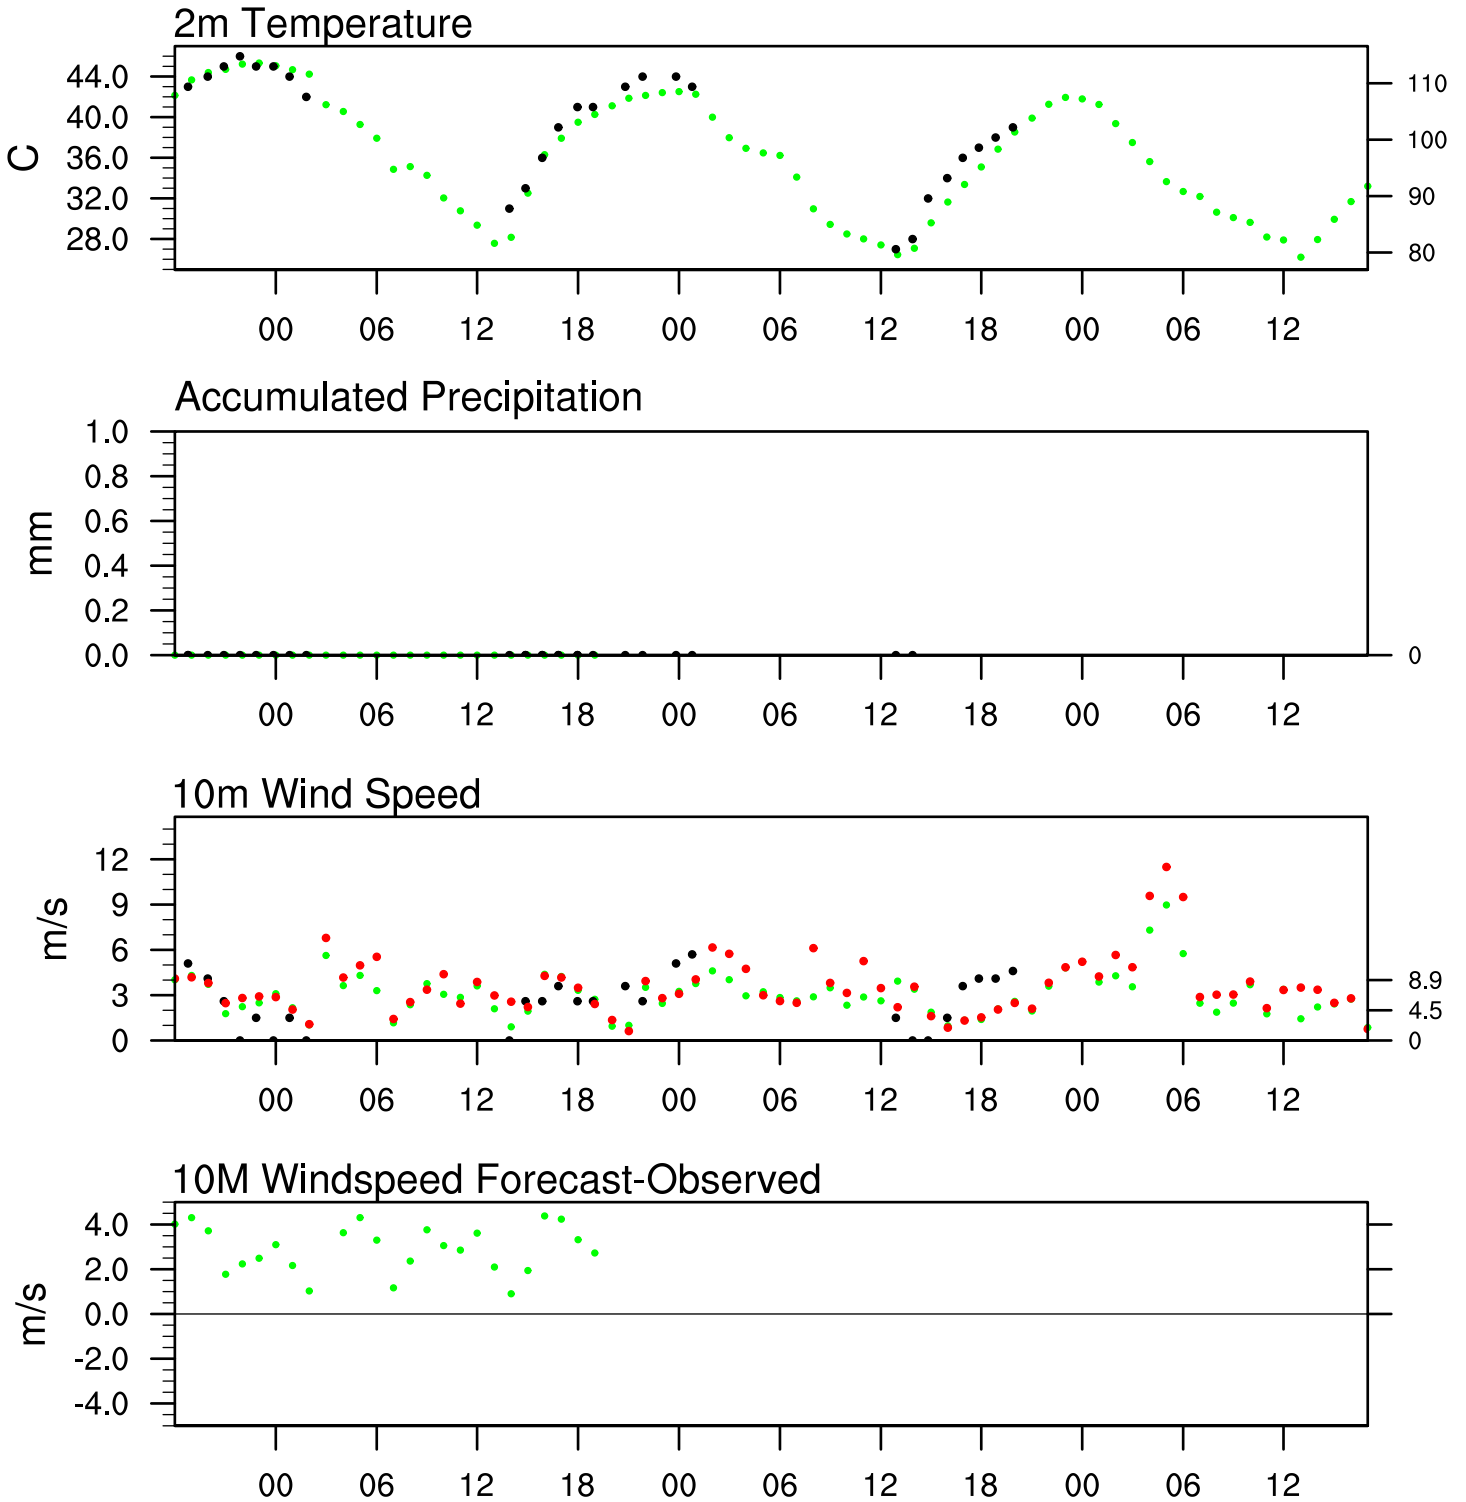 2m Temperature
C
44.0
40.0
36.0
32.0
28.0
110
100
90
80
00 06 12 18 00 06 12 18 00 06 12
Accumulated Precipitation
mm
1.0
0.8
0.6
0.4
0.2
0.0
0
00 06 12 18 00 06 12 18 00 06 12
10m Wind Speed
m/s
12
9
6
3
0
8.9
4.5
0
00 06 12 18 00 06 12 18 00 06 12
10M Windspeed Forecast-Observed
m/s
4.0
2.0
0.0
-2.0
-4.0
00 06 12 18 00 06 12 18 00 06 12